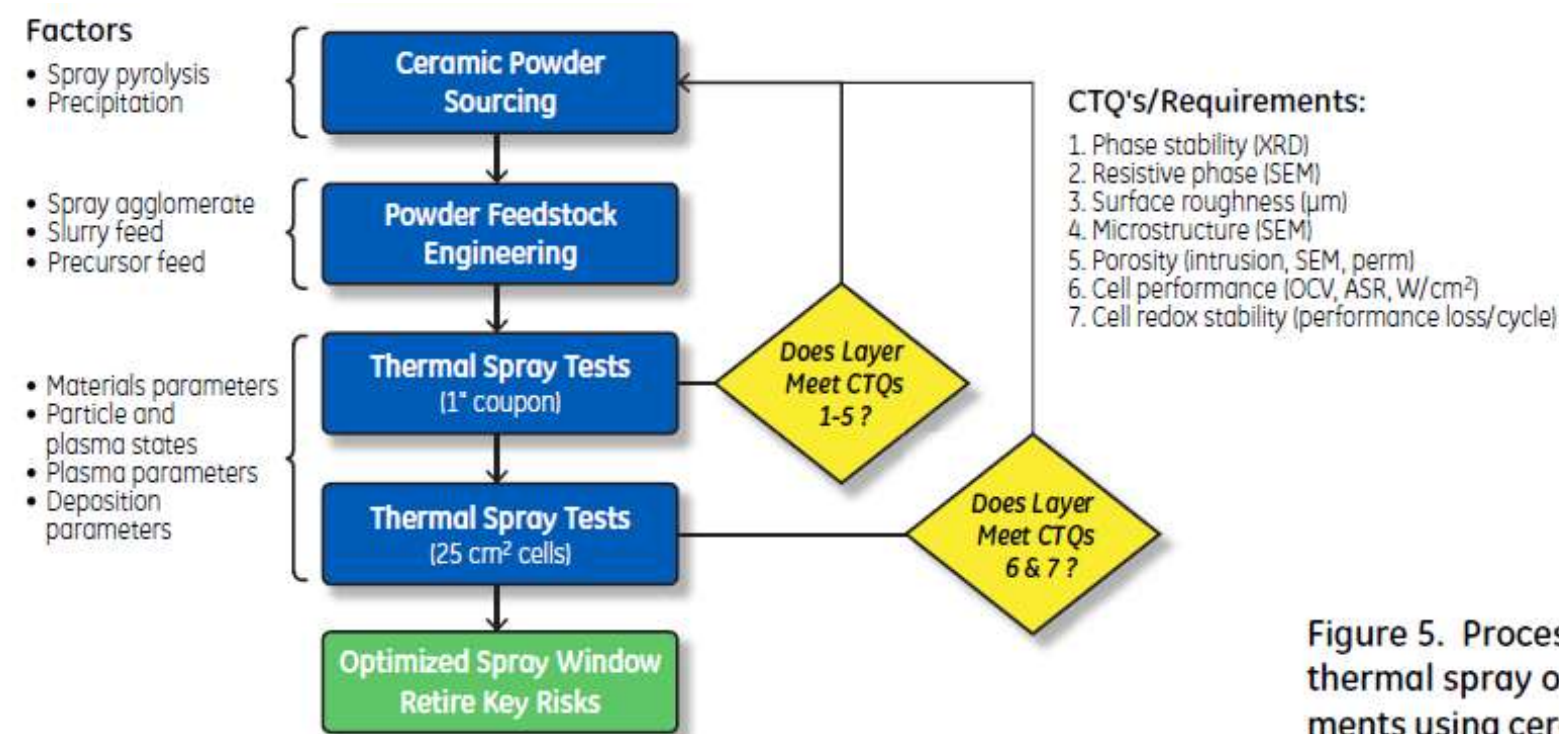 Factors
• Spray pyrolysis
• Precipitation
Ceramic Powder
Sourcing
• Spray agglomerate
• Slurry feed
• Precursor feed
Powder Feedstock
Engineering
• Materials parameters
• Particle and
plasma states
• Plasma parameters
• Deposition
parameters
Thermal Spray Tests
(1" coupon)
Thermal Spray Tests
(25 cm² cells)
Optimized Spray Window
Retire Key Risks
Does Layer
Meet CTQs
1-5 ?
Does Layer
Meet CTQs
6 & 7 ?
CTQ's/Requirements:
1. Phase stability (XRD)
2. Resistive phase (SEM)
3. Surface roughness (µm)
4. Microstructure (SEM)
5. Porosity (intrusion, SEM, perm)
6. Cell performance (OCV, ASR, W/cm²)
7. Cell redox stability (performance loss/cycle)
Figure 5. Proces
thermal spray o
ments using cer